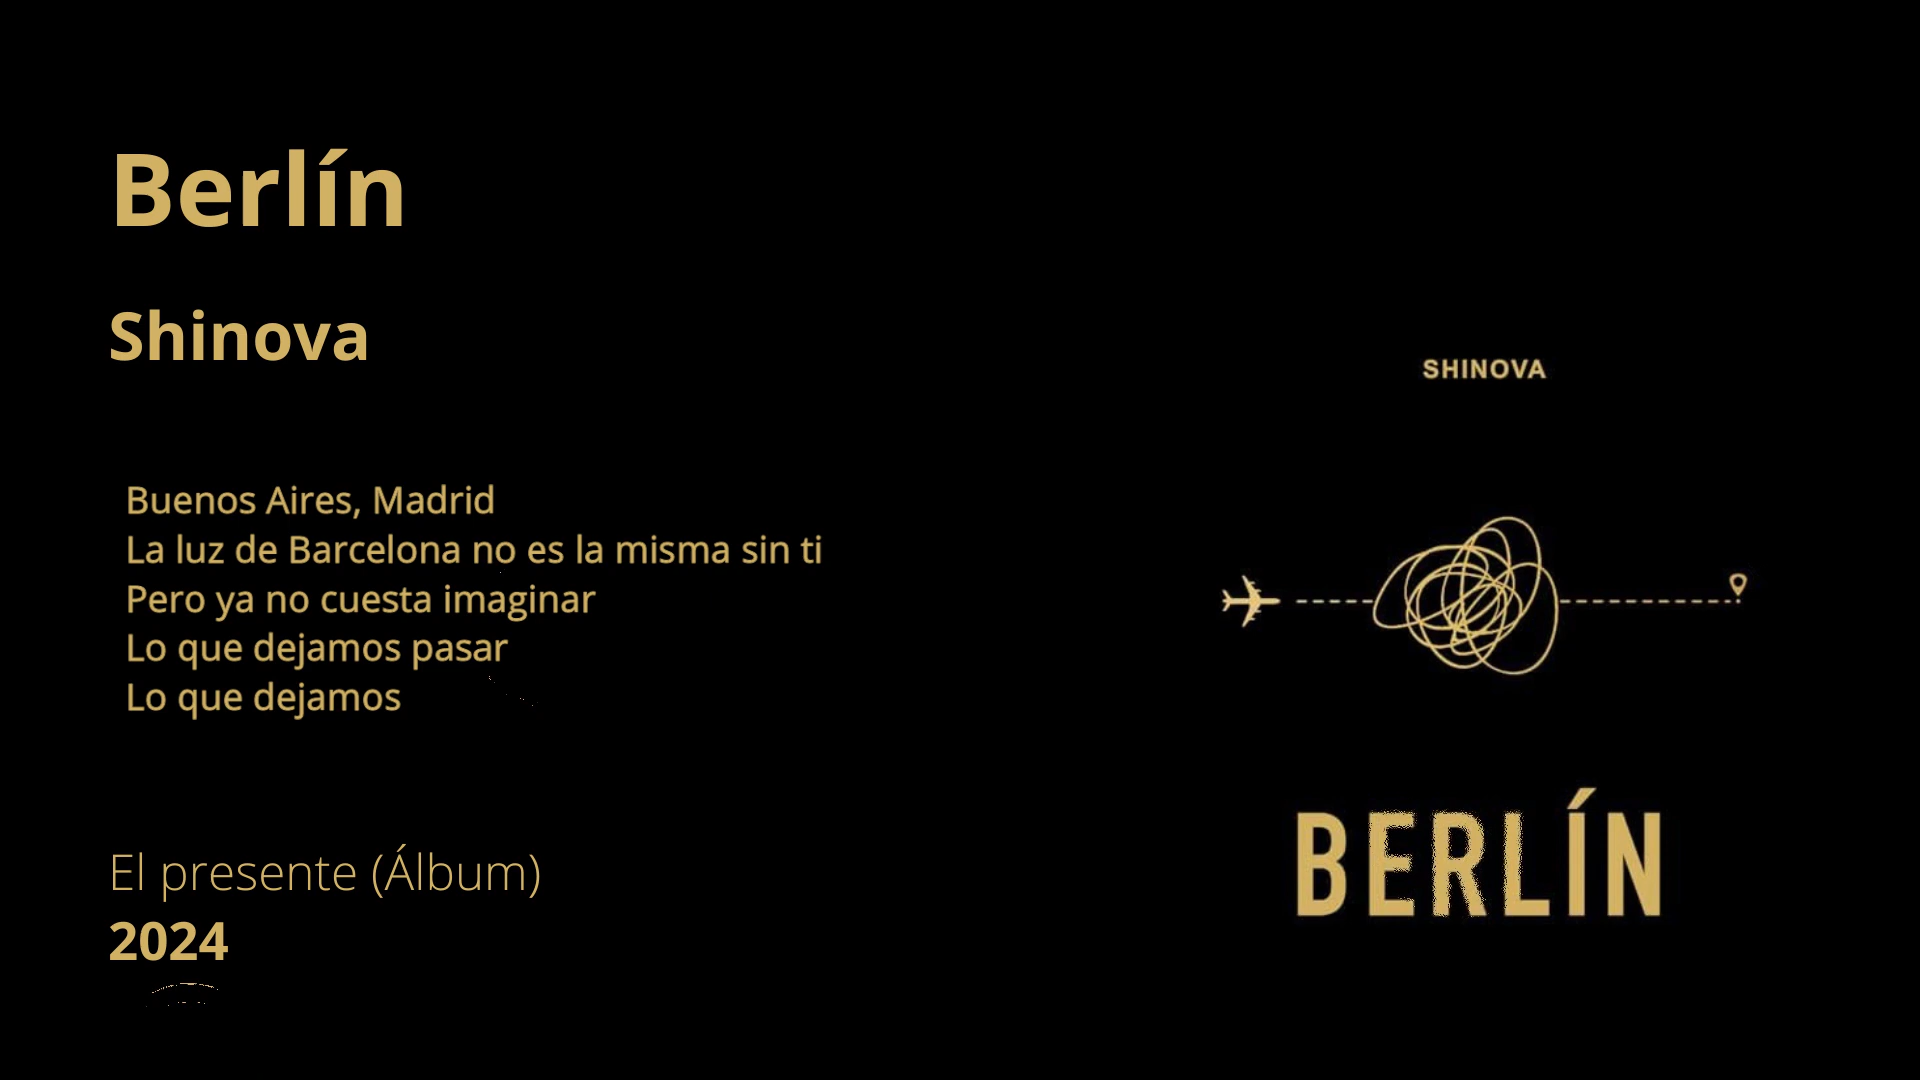 Berlín
Shinova
Buenos Aires, Madrid
La luz de Barcelona no es la misma sin ti
Pero ya no cuesta imaginar
Lo que dejamos pasar
Lo que dejamos
El presente (Álbum)
2024
SHINOVA
BERLÍN